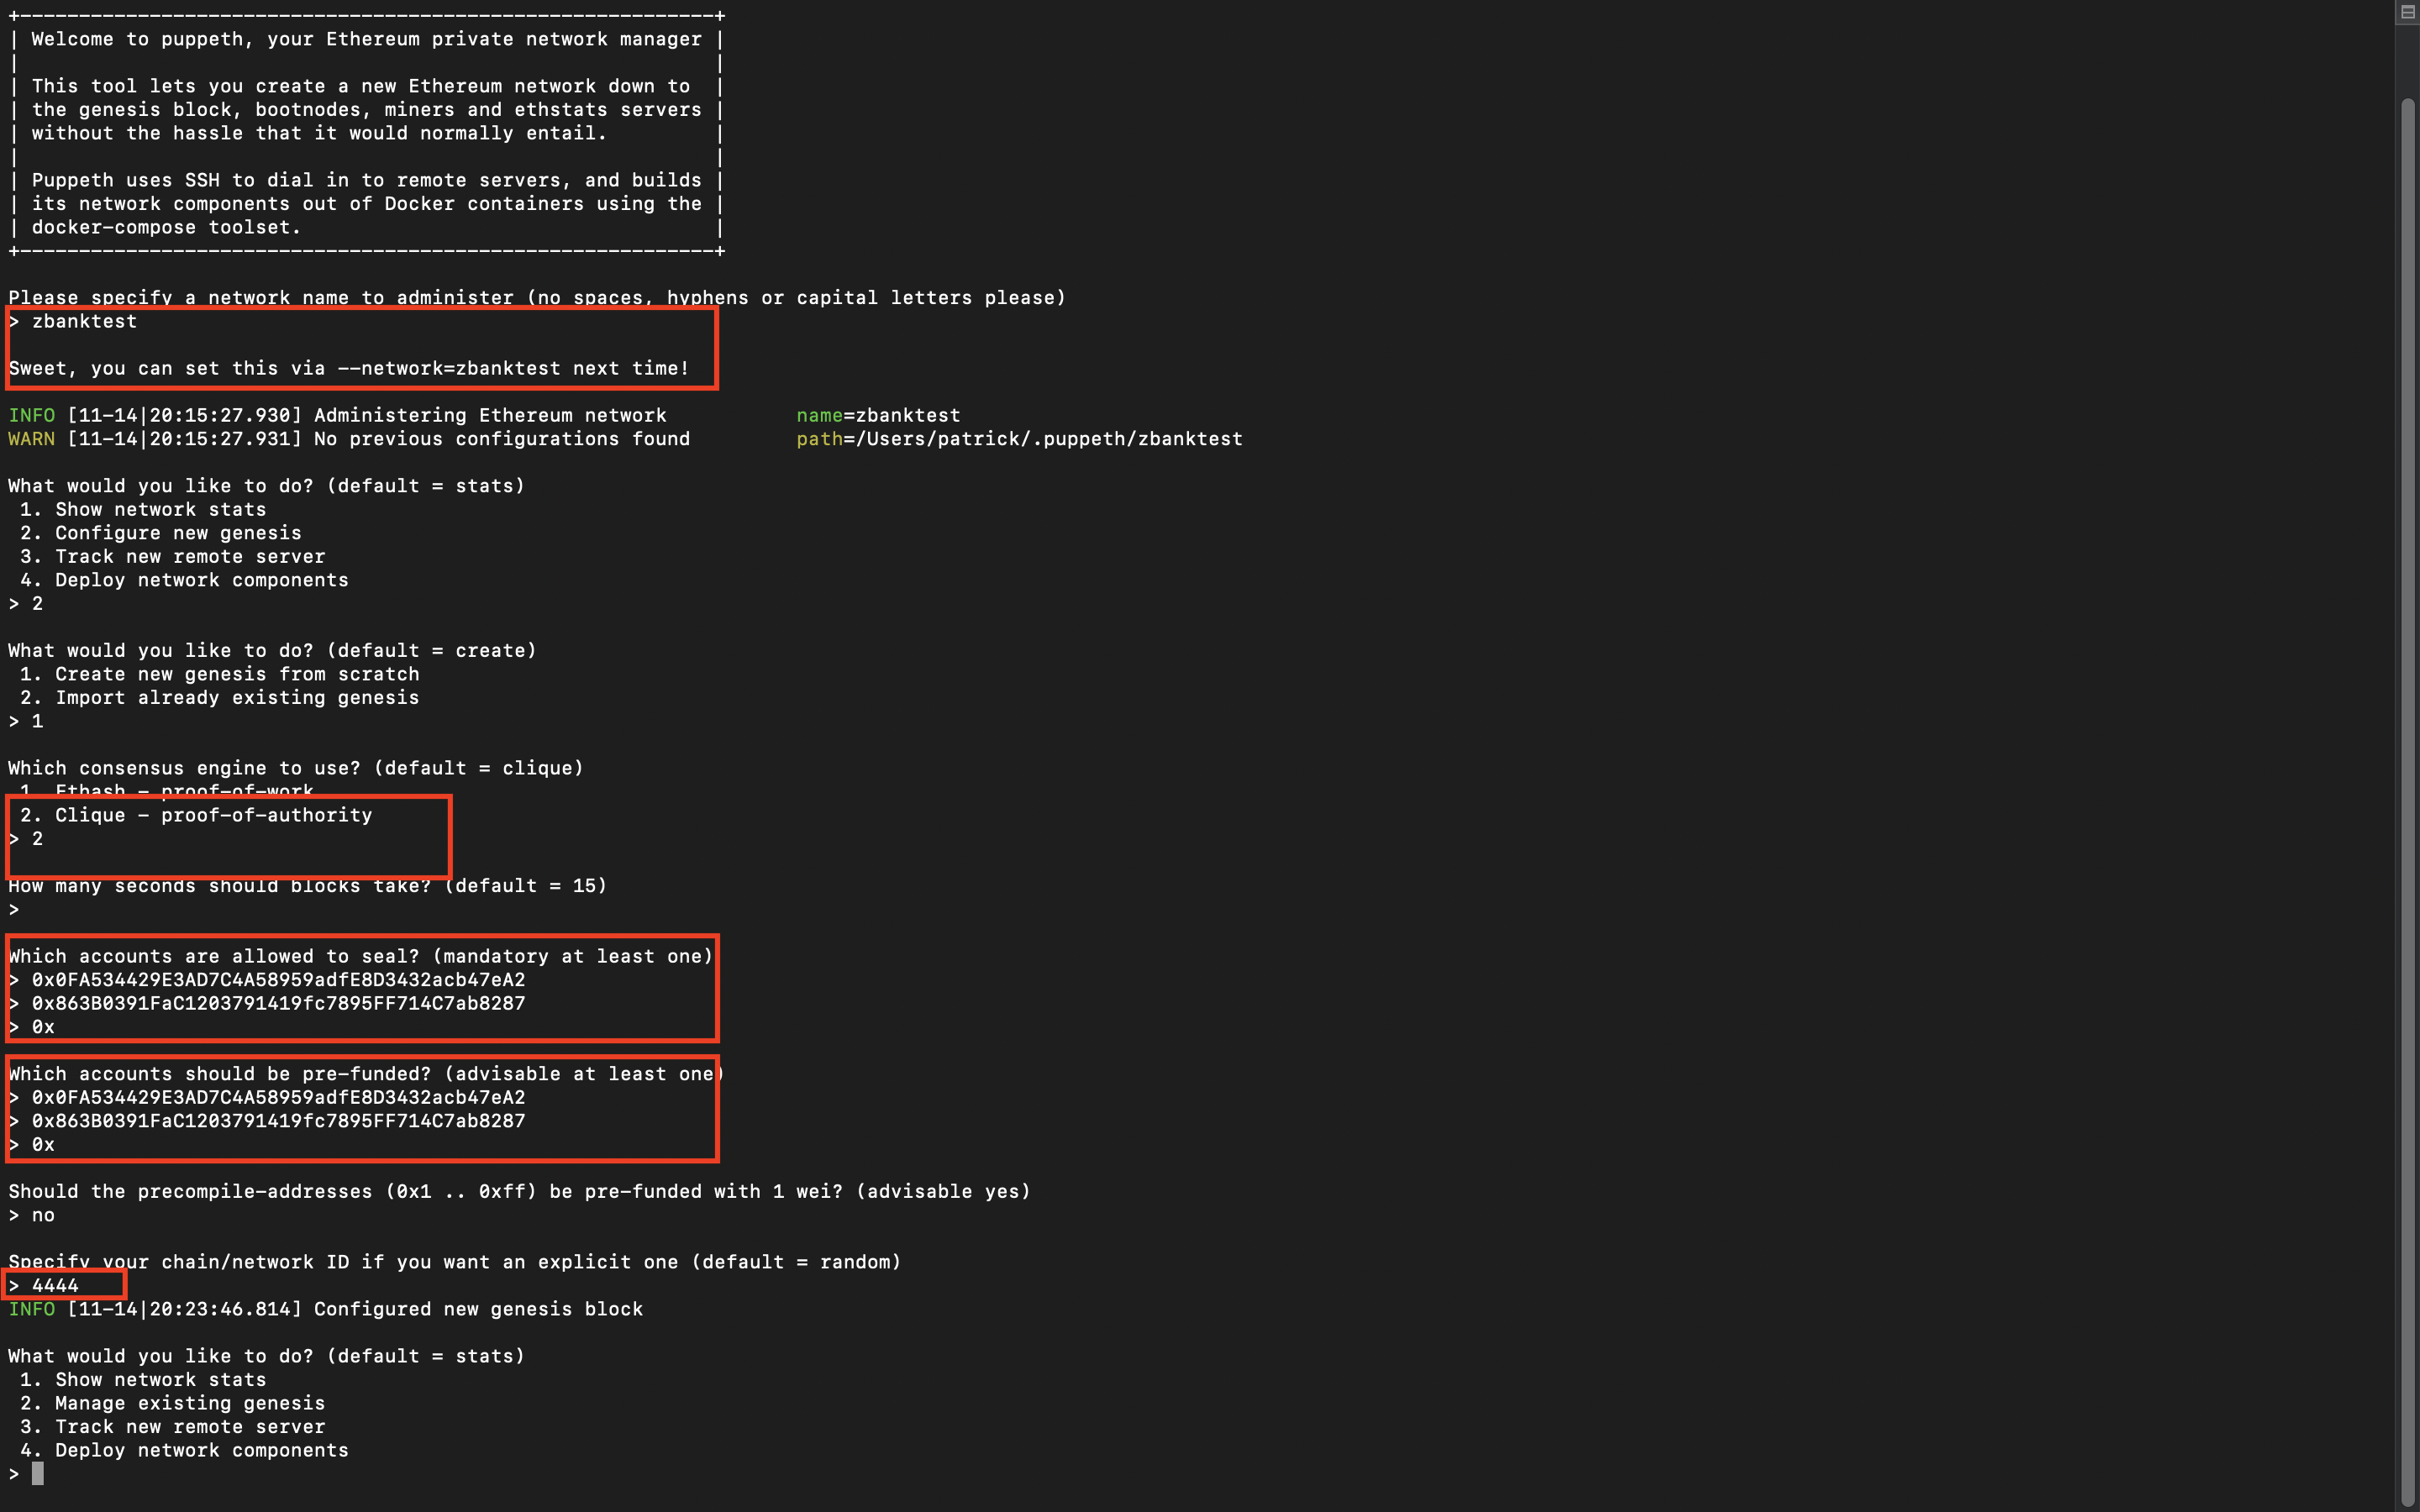 +-----------------------------------------------------------+
| Welcome to puppeth, your Ethereum private network manager |
|                                                           |
| This tool lets you create a new Ethereum network down to  |
| the genesis block, bootnodes, miners and ethstats servers |
| without the hassle that it would normally entail.         |
|                                                           |
| Puppeth uses SSH to dial in to remote servers, and builds |
| its network components out of Docker containers using the |
| docker-compose toolset.                                   |
+-----------------------------------------------------------+
Please specify a network name to administer (no spaces, hyphens or capital letters please)
> zbanktest
Sweet, you can set this via --network=zbanktest next time!
INFO [11-14|20:15:27.930] Administering Ethereum network           name=zbanktest
WARN [11-14|20:15:27.931] No previous configurations found         path=/Users/patrick/.puppeth/zbanktest
What would you like to do? (default = stats)
 1. Show network stats
 2. Configure new genesis
 3. Track new remote server
 4. Deploy network components
> 2
What would you like to do? (default = create)
 1. Create new genesis from scratch
 2. Import already existing genesis
> 1
Which consensus engine to use? (default = clique)
 1. Ethash - proof-of-work
 2. Clique - proof-of-authority
> 2
How many seconds should blocks take? (default = 15)
>
Which accounts are allowed to seal? (mandatory at least one)
> 0x0FA534429E3AD7C4A58959adfE8D3432acb47eA2
> 0x863B0391FaC1203791419fc7895FF714C7ab8287
> 0x
Which accounts should be pre-funded? (advisable at least one)
> 0x0FA534429E3AD7C4A58959adfE8D3432acb47eA2
> 0x863B0391FaC1203791419fc7895FF714C7ab8287
> 0x
Should the precompile-addresses (0x1 .. 0xff) be pre-funded with 1 wei? (advisable yes)
> no
Specify your chain/network ID if you want an explicit one (default = random)
> 4444
INFO [11-14|20:23:46.814] Configured new genesis block
What would you like to do? (default = stats)
 1. Show network stats
 2. Manage existing genesis
 3. Track new remote server
 4. Deploy network components
>